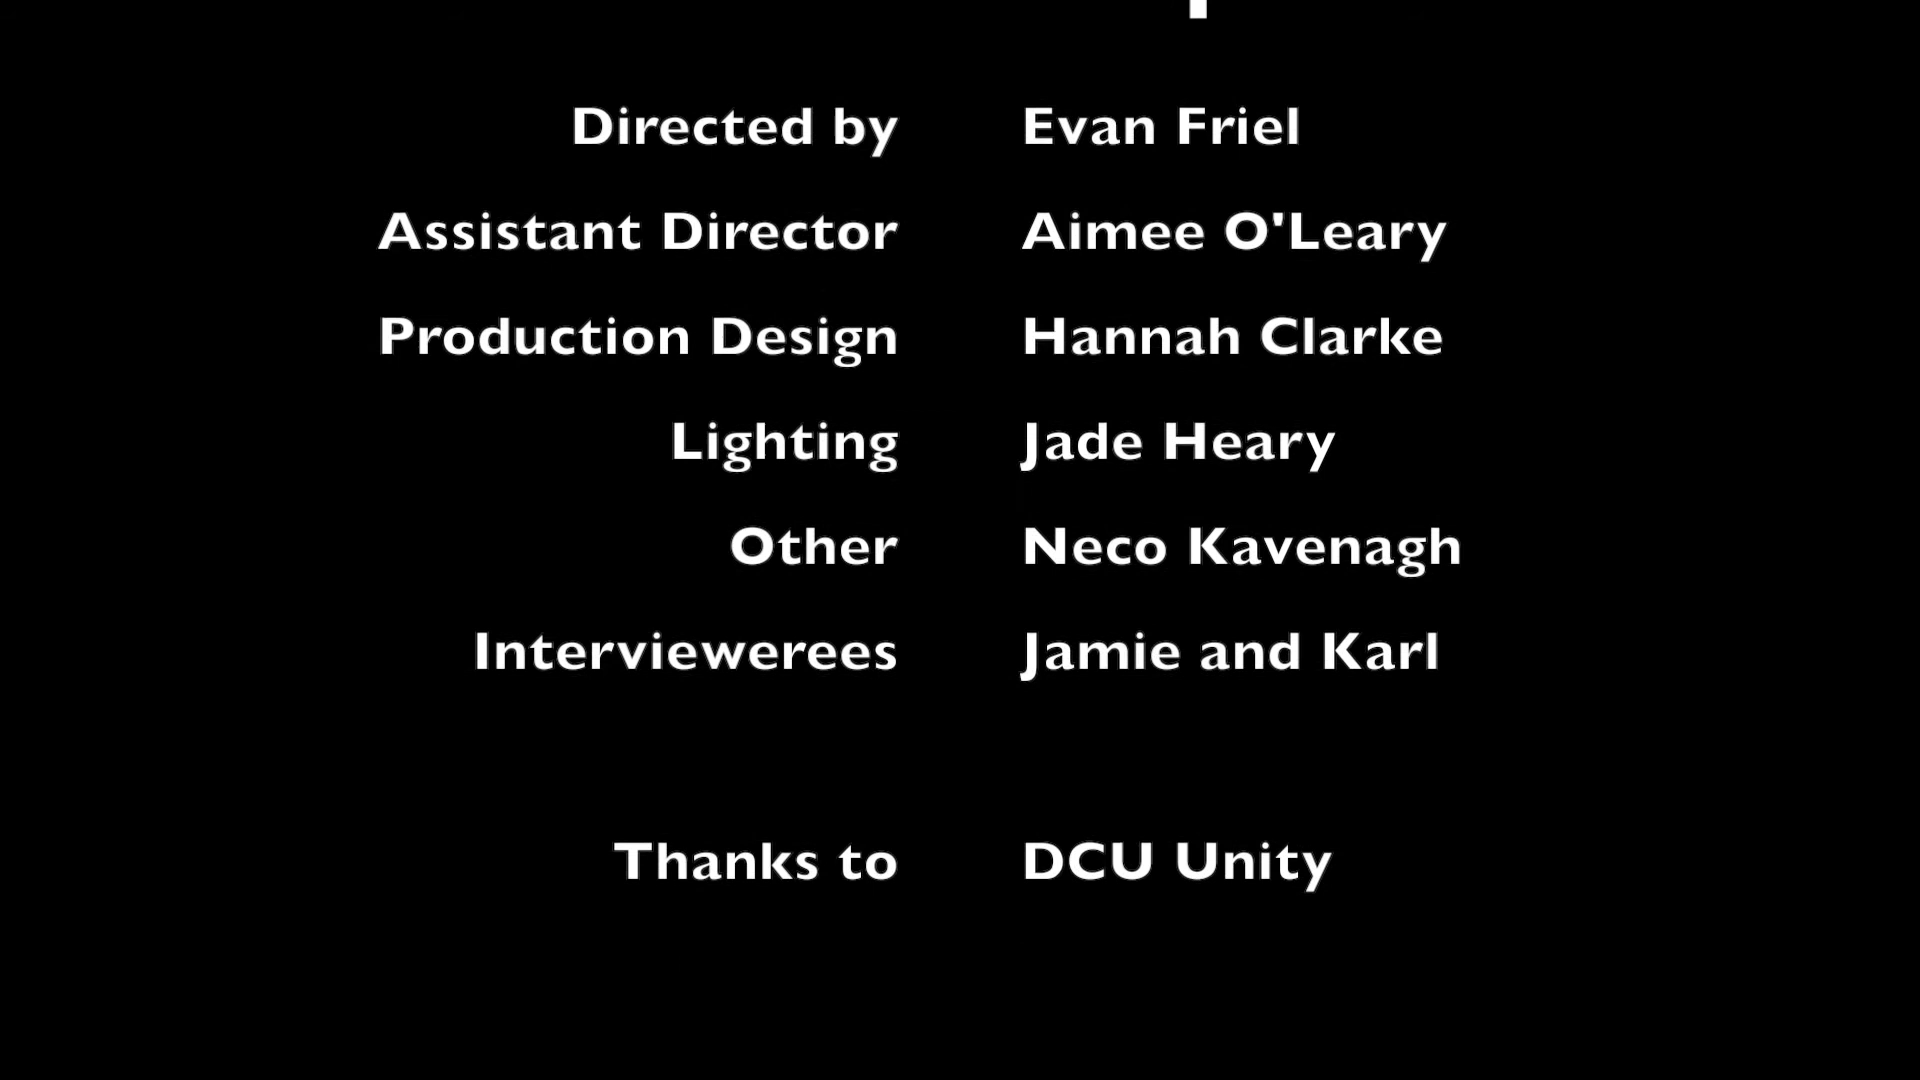 Directed by Evan Friel
Assistant Director Aimee O'Leary
Production Design Hannah Clarke
Lighting Jade Heary
Other Neco Kavenagh
Interviewerees Jamie and Karl
Thanks to DCU Unity